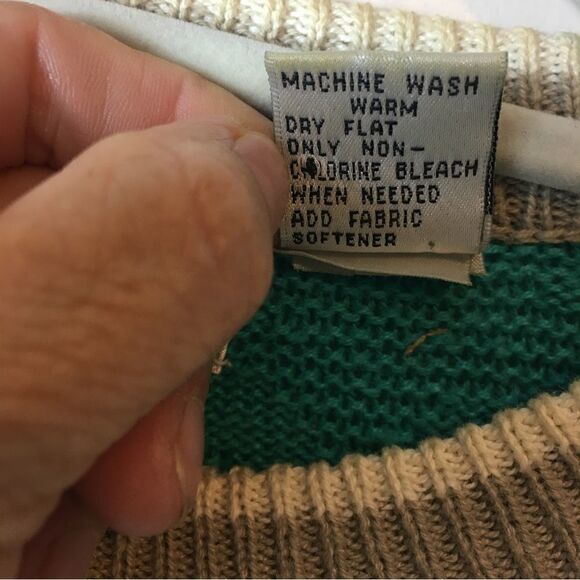 MACHINE WASH
WARM
DRY FLAT
ONLY NON-
CHLORINE BLEACH
WHEN NEEDED
ADD FABRIC
SOFTENER